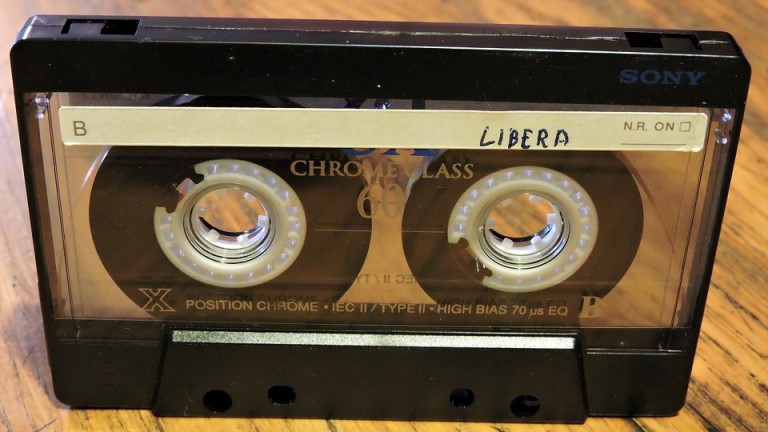 SONY
B LIBERA N.R. ON
CHROME CLASS
60
X POSITION CHROME · IEC II / TYPE II · HIGH BIAS 70 µs EQ B